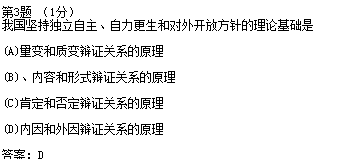 第3题 (1分)
我国坚持独立自主、自力更生和对外开放方针的理论基础是
(A)量变和质变辩证关系的原理
(B)、内容和形式辩证关系的原理
(C)肯定和否定辩证关系的原理
(D)内因和外因辩证关系的原理
答案: D